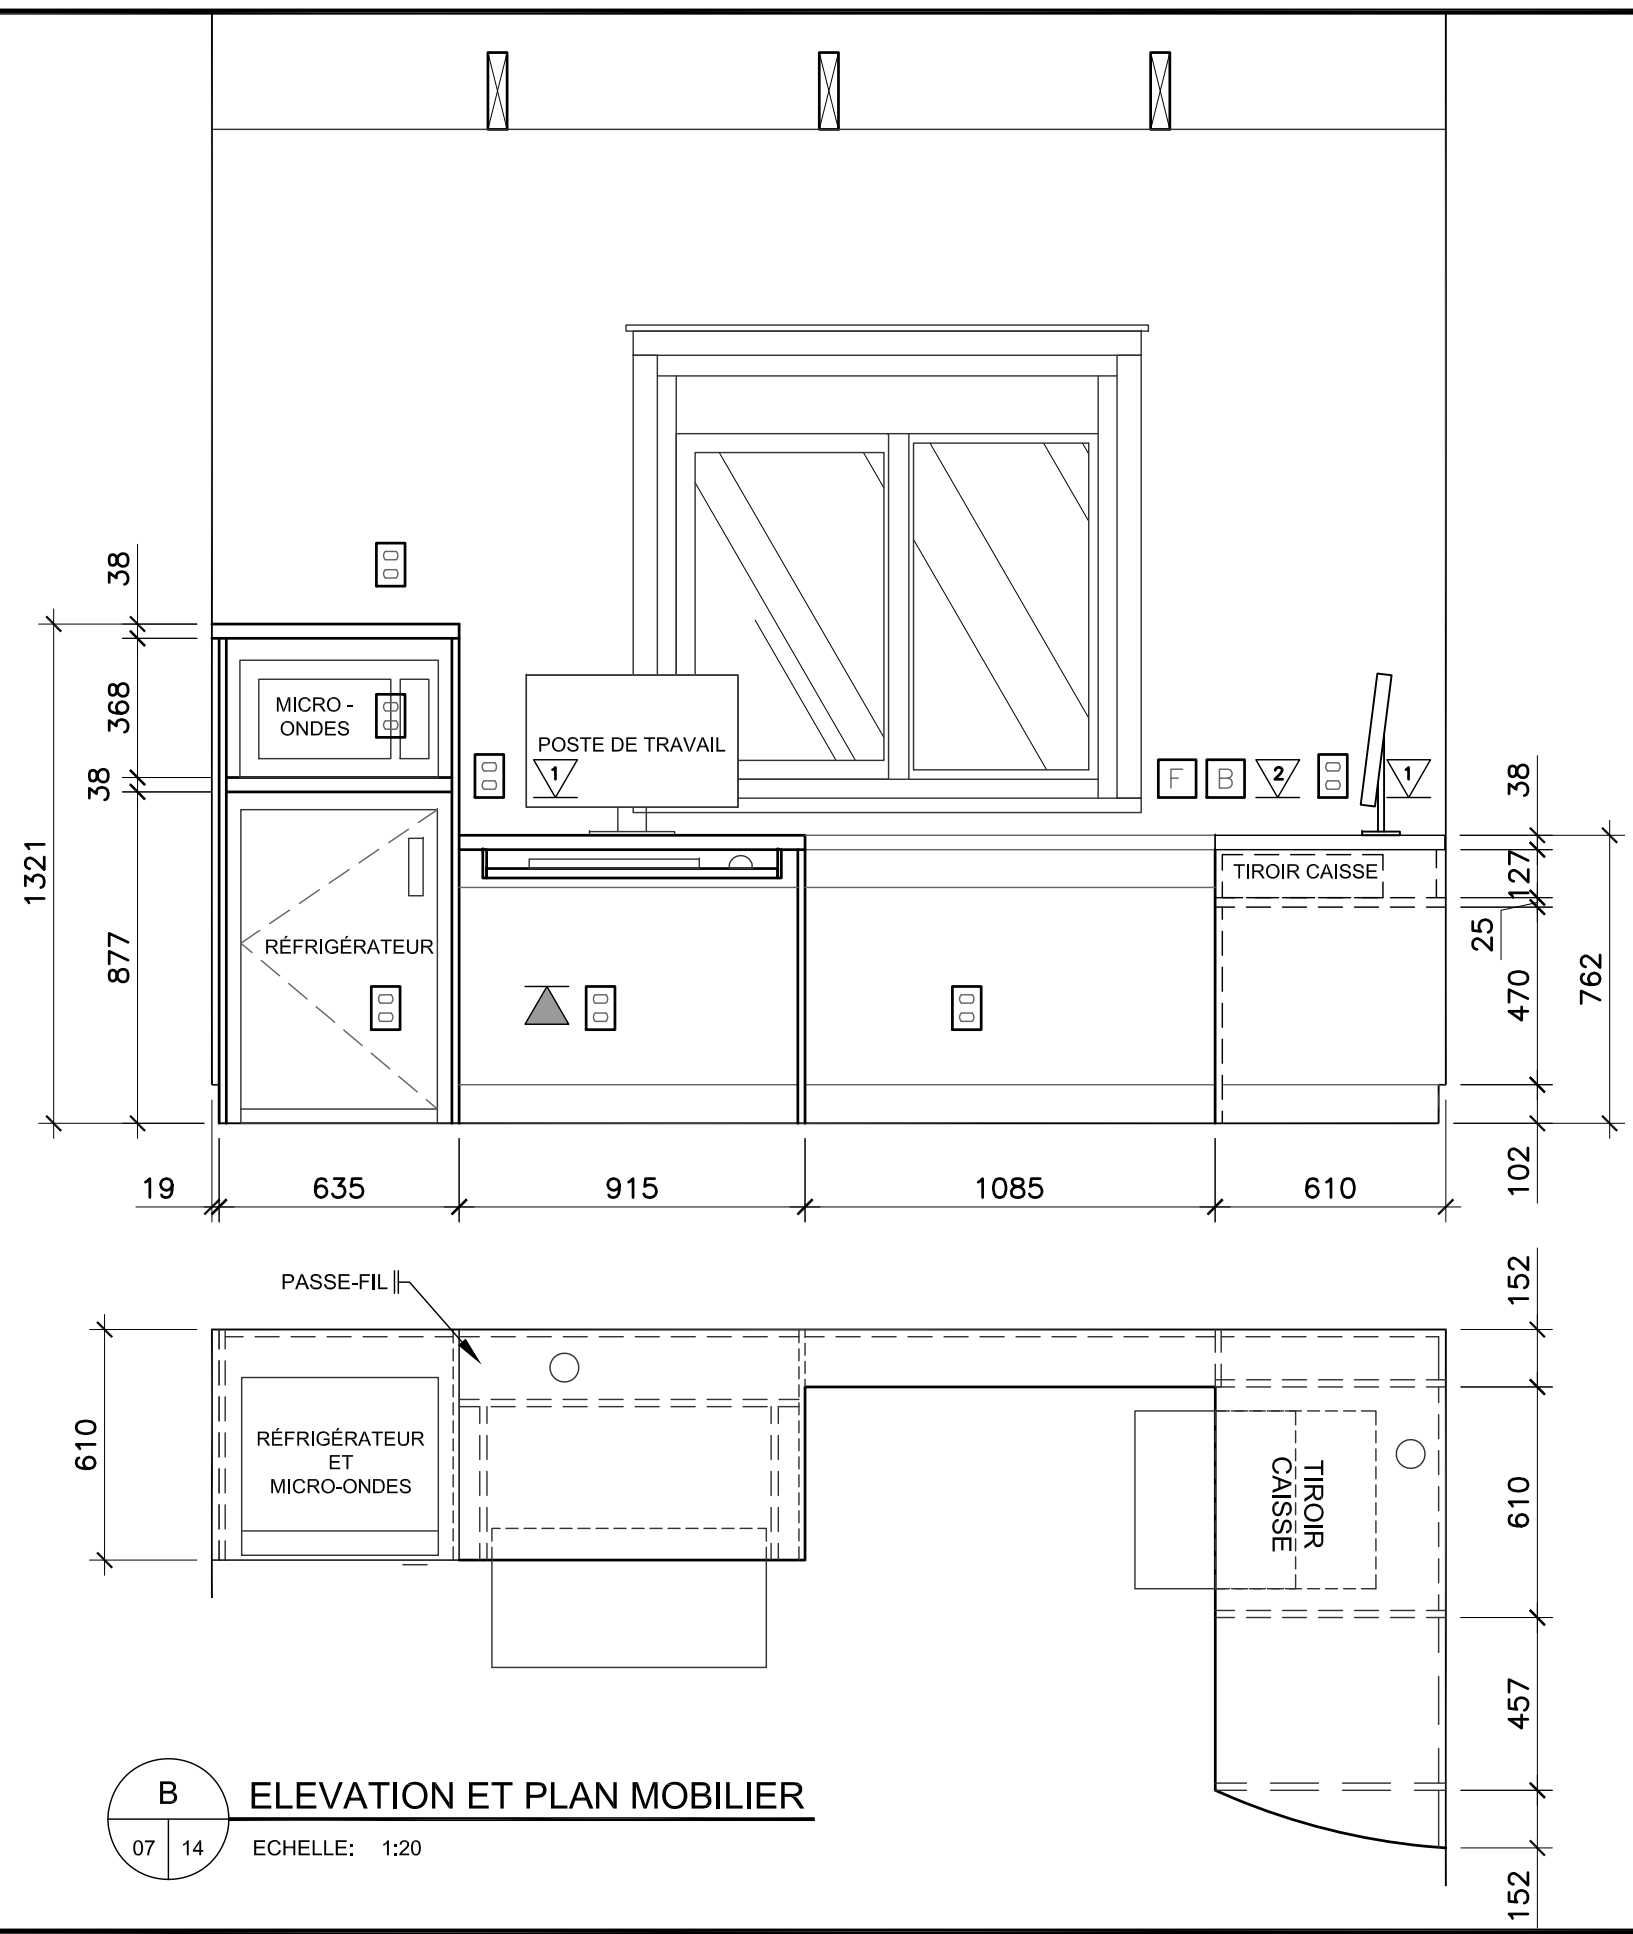 38
368
38
877
1321
MICRO -
ONDES
POSTE DE TRAVAIL
1
F
B
2
1
TIROIR CAISSE
RÉFRIGÉRATEUR
38
127
25
470
762
102
19
635
915
1085
610
PASSE-FIL
610
RÉFRIGÉRATEUR
ET
MICRO-ONDES
TIROIR
CAISSE
152
610
457
152
B
07 14
ELEVATION ET PLAN MOBILIER
ECHELLE: 1:20